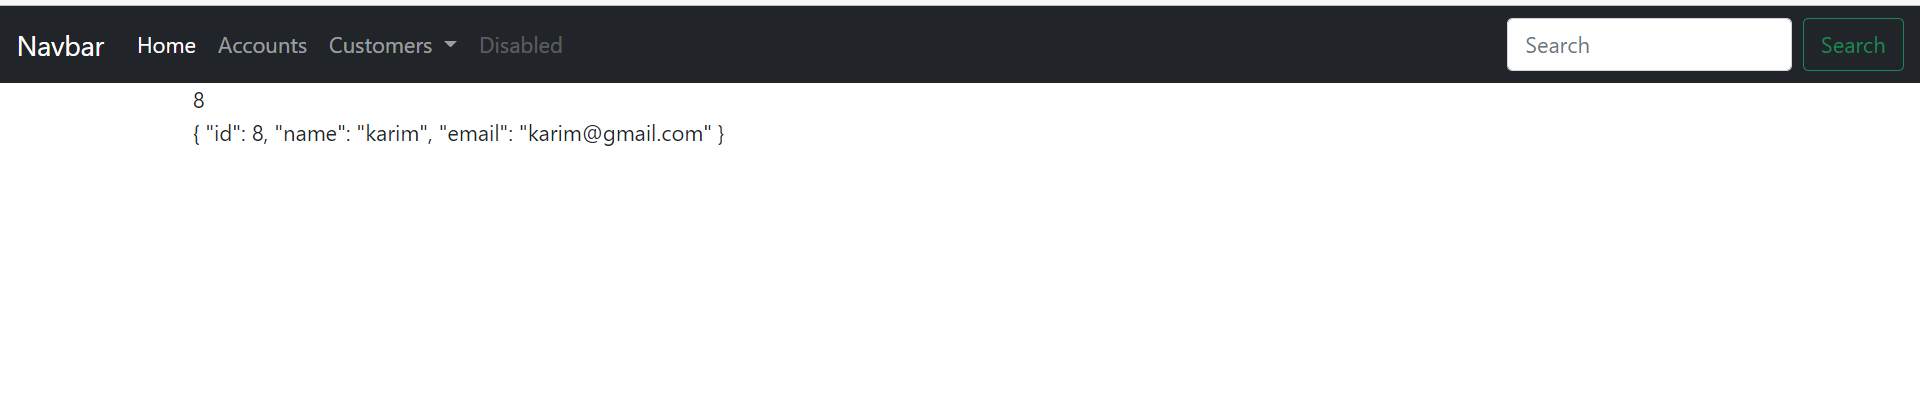 Navbar Home Accounts Customers Disabled Search Search
8
{ "id": 8, "name": "karim", "email": "karim@gmail.com" }